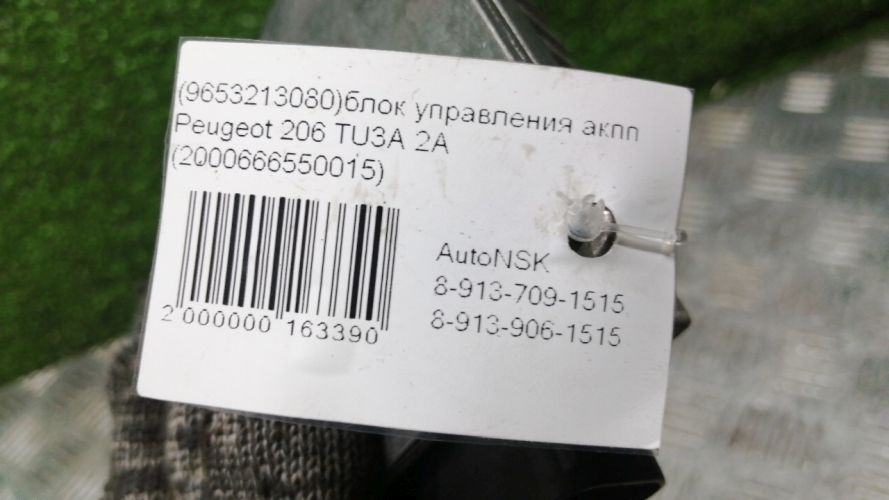 (9653213080)блок управления акпп
Peugeot 206 TU3A 2A
(2000666550015)
AutoNSK
8-913-709-1515
8-913-906-1515
2 000000 163390